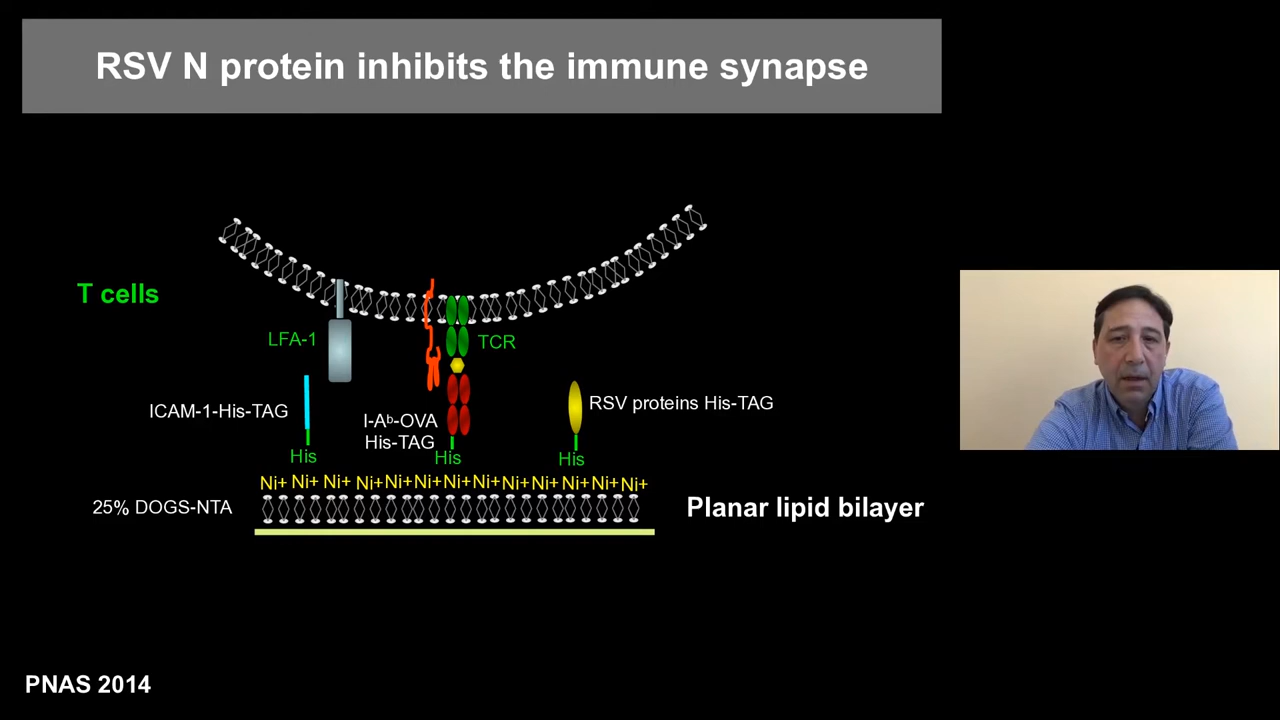 RSV N protein inhibits the immune synapse
T cells
LFA-1
TCR
ICAM-1-His-TAG
I-Ab-OVA
His-TAG
RSV proteins His-TAG
His
His
His
Ni+ Ni+ Ni+ Ni+ Ni+ Ni+ Ni+ Ni+ Ni+ Ni+ Ni+ Ni+ Ni+
25% DOGS-NTA
Planar lipid bilayer
PNAS 2014